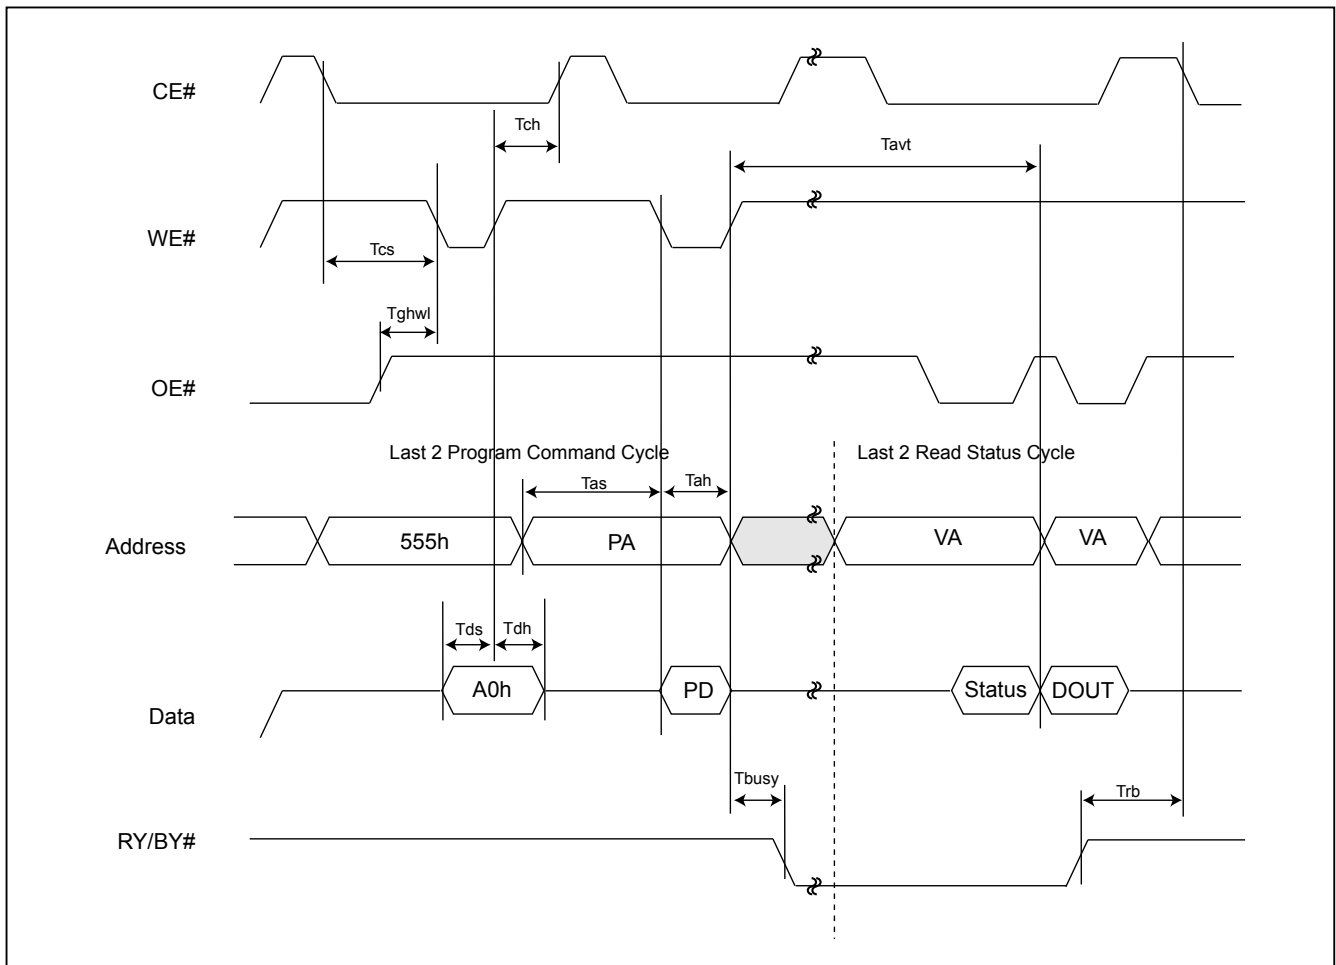 CE#
Tch
Tavt
WE#
Tcs
Tghwl
OE#
Last 2 Program Command Cycle
Last 2 Read Status Cycle
Tas
Tah
Address
555h
PA
VA
VA
Tds
Tdh
Data
A0h
PD
Status
DOUT
Tbusy
Trb
RY/BY#